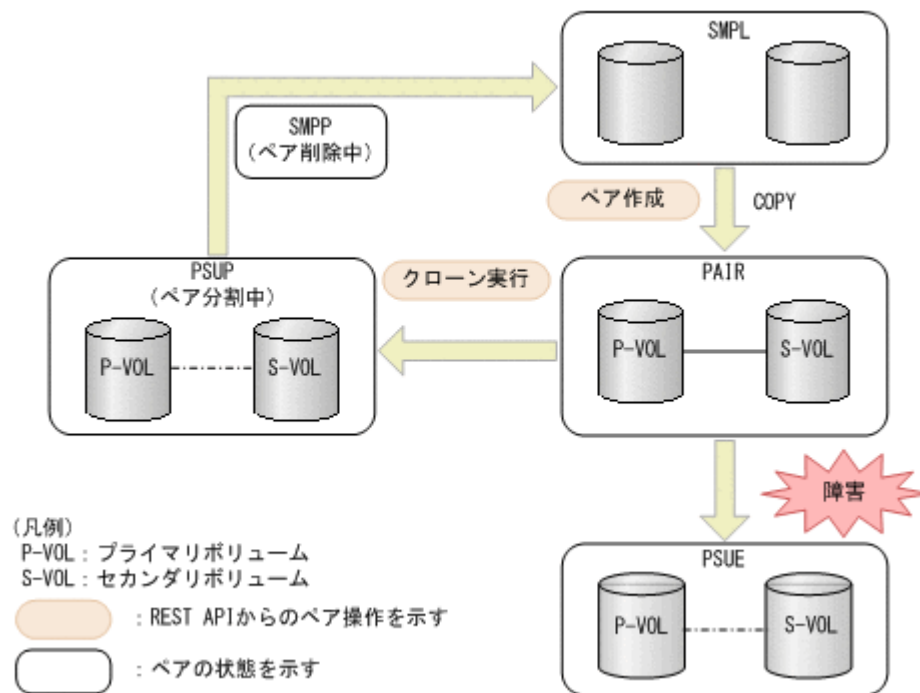 SMPL
SMPP
(ペア削除中)
ペア作成
COPY
PSUP
(ペア分割中)
P-VOL
S-VOL
クローン実行
PAIR
P-VOL
S-VOL
障害
PSUE
P-VOL
S-VOL
(凡例)
P-VOL:プライマリボリューム
S-VOL:セカンダリボリューム
:REST APIからのペア操作を示す
:ペアの状態を示す